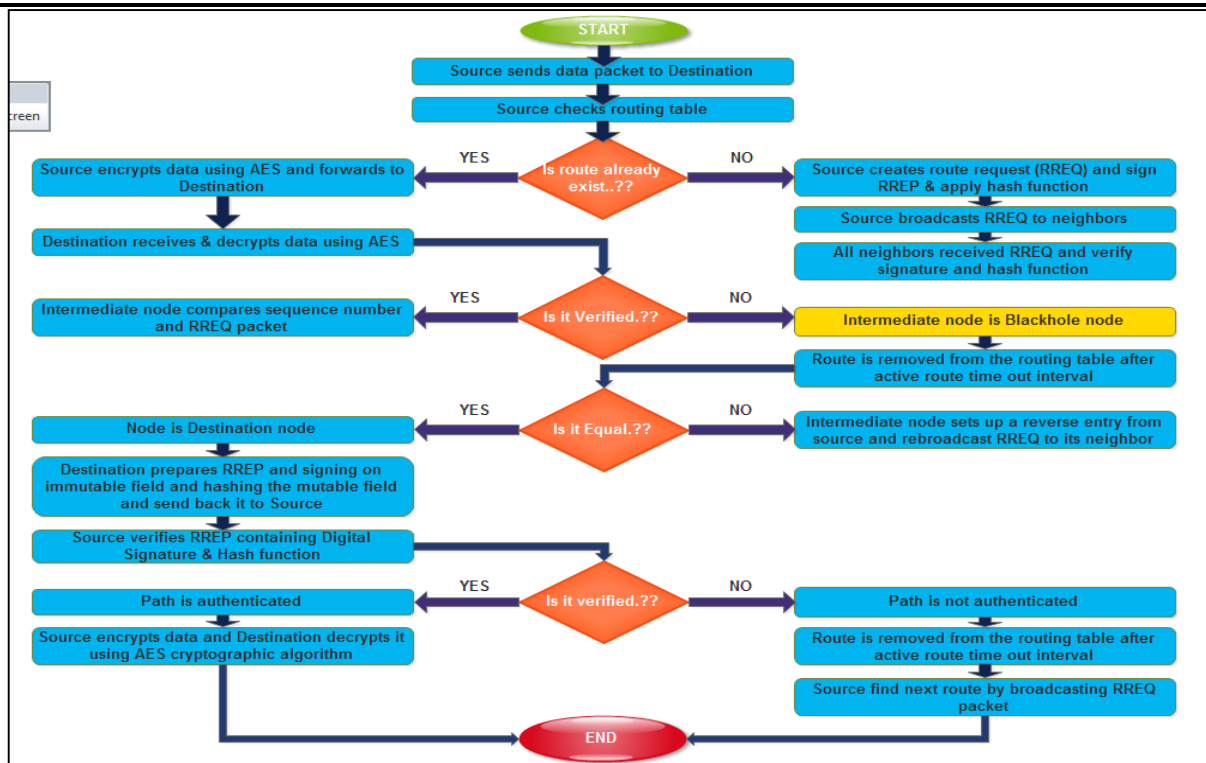 START
Source sends data packet to Destination
Source checks routing table
creen
YES
Is route already
exist..??
NO
Source encrypts data using AES and forwards to
Destination
Source creates route request (RREQ) and sign
RREP & apply hash function
Source broadcasts RREQ to neighbors
Destination receives & decrypts data using AES
All neighbors received RREQ and verify
signature and hash function
YES
Is it Verified.??
NO
Intermediate node compares sequence number
and RREQ packet
Intermediate node is Blackhole node
Route is removed from the routing table after
active route time out interval
YES
Is it Equal.??
NO
Node is Destination node
Intermediate node sets up a reverse entry from
source and rebroadcast RREQ to its neighbor
Destination prepares RREP and signing on
immutable field and hashing the mutable field
and send back it to Source
Source verifies RREP containing Digital
Signature & Hash function
YES
Is it verified.??
NO
Path is authenticated
Path is not authenticated
Source encrypts data and Destination decrypts it
using AES cryptographic algorithm
Route is removed from the routing table after
active route time out interval
Source find next route by broadcasting RREQ
packet
END